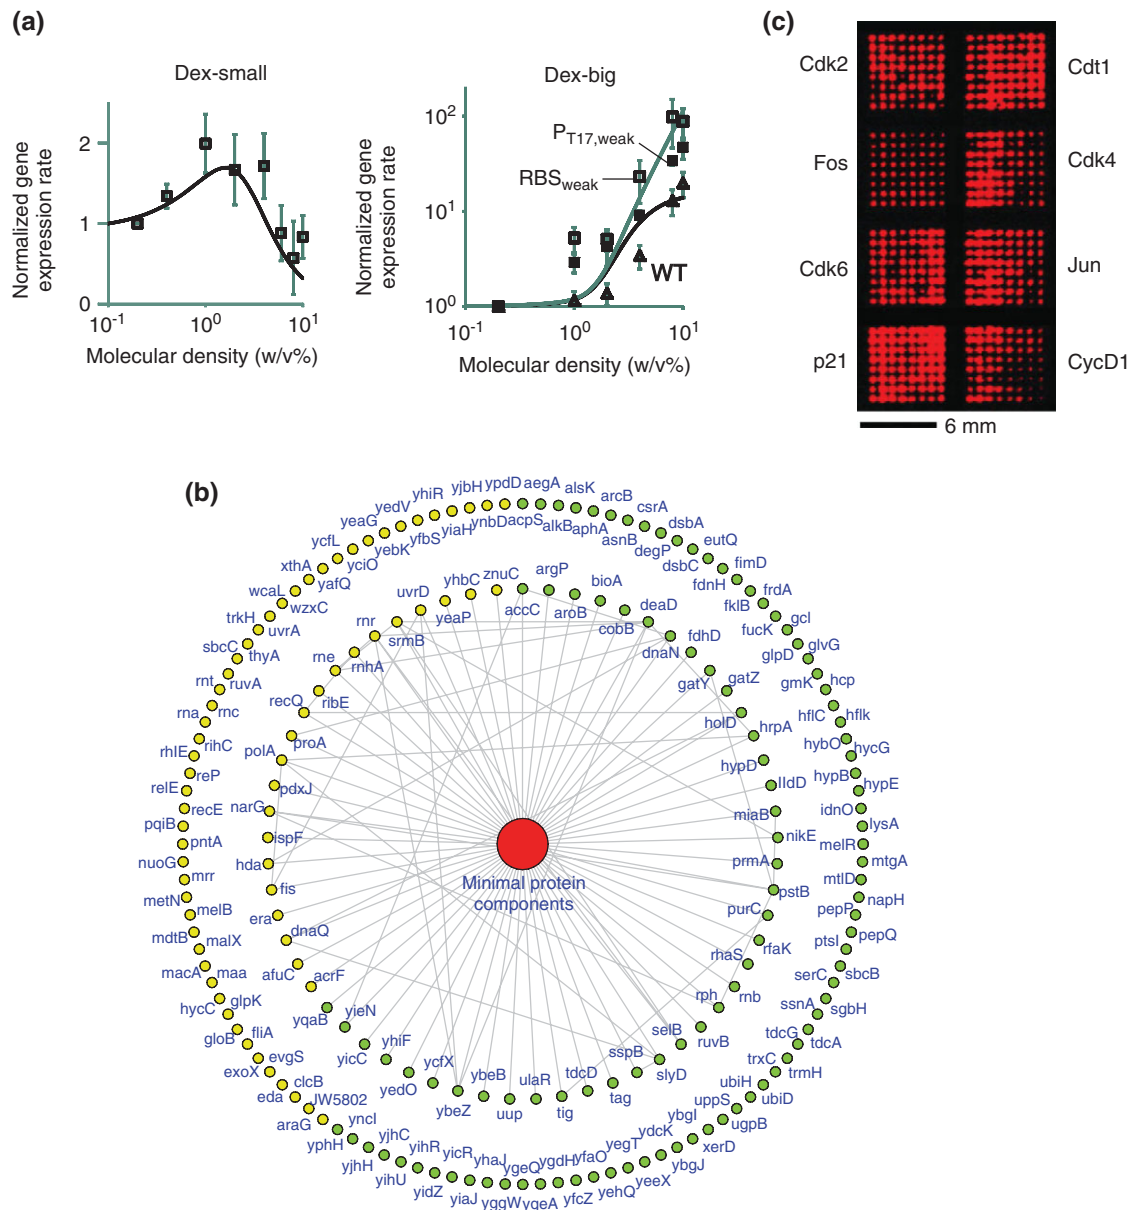 (a)
Dex-small
Normalized gene
expression rate
2
1
0
10-1
100
101
Molecular density (w/v%)
Dex-big
Normalized gene
expression rate
102
101
100
PT17,weak
RBSweak
WT
10-1
100
101
Molecular density (w/v%)
(c)
Cdk2
Cdt1
Fos
Cdk4
Cdk6
Jun
p21
CycD1
6 mm
(b)
ypdD
aegA
yjbH
alsK
yhiR
arcB
yedV
csrA
yeaG
dsbA
ycfL
eutQ
xthA
fimD
wcaL
frdA
trkH
gcl
sbcC
glvG
rnt
hcp
rna
hflk
rhlE
hycG
relE
hypE
pqiB
lysA
nuoG
mtgA
metN
napH
mdtB
pepQ
macA
sbcB
hycC
sgbH
gloB
tdcA
exoX
trmH
eda
ubiD
araG
ugpB
yphH
xerD
yjhH
ybgJ
yihU
yeeX
yidZ
yehQ
yiaJ
yfcZ
yggW
ygeA
ynbD
acpS
yiaH
alkB
aphA
yfbS
asnB
yebK
degP
yciO
dsbC
yafQ
fdnH
wzxC
fklB
uvrA
fucK
thyA
glpD
ruvA
gmK
rnc
hflC
rihC
hybO
reP
hypB
recE
idnO
pntA
melR
mrr
mtlD
melB
pepP
malX
ptsI
maa
serC
glpK
ssnA
fliA
tdcG
evgS
trxC
clcB
ubiH
JW5802
uppS
yncI
ybgI
yjhC
ydcK
yihR
yegT
yicR
yfaO
yhaJ
ygdH
ygeQ
znuC
argP
yhbC
bioA
uvrD
deaD
rnr
fdhD
rne
gatZ
recQ
hrpA
polA
lldD
narG
nikE
hda
pstB
era
rfaK
afuC
rnb
yqaB
ruvB
yicC
slyD
yedO
tag
ybeZ
tig
uup
accC
aroB
yeaP
cobB
srmB
dnaN
rnhA
gatY
ribE
holD
proA
hypD
pdxJ
miaB
ispF
prmA
fis
purC
dnaQ
rhaS
acrF
rph
yieN
selB
yhiF
sspB
ycfX
tdcD
ybeB
ulaR
Minimal protein
components